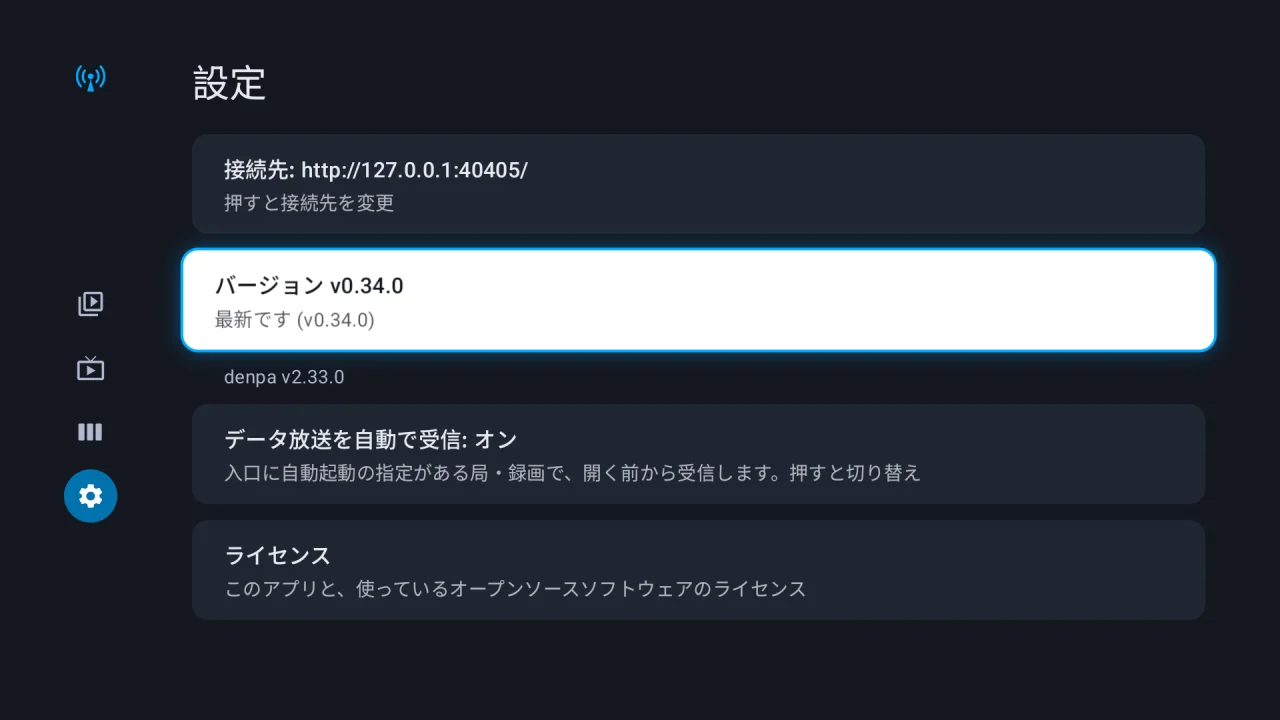 設定
接続先: http://127.0.0.1:40405/
押すと接続先を変更
バージョン v0.34.0
最新です (v0.34.0)
denpa v2.33.0
データ放送を自動で受信: オン
入口に自動起動の指定がある局・録画で、開く前から受信します。押すと切り替え
ライセンス
このアプリと、使っているオープンソースソフトウェアのライセンス